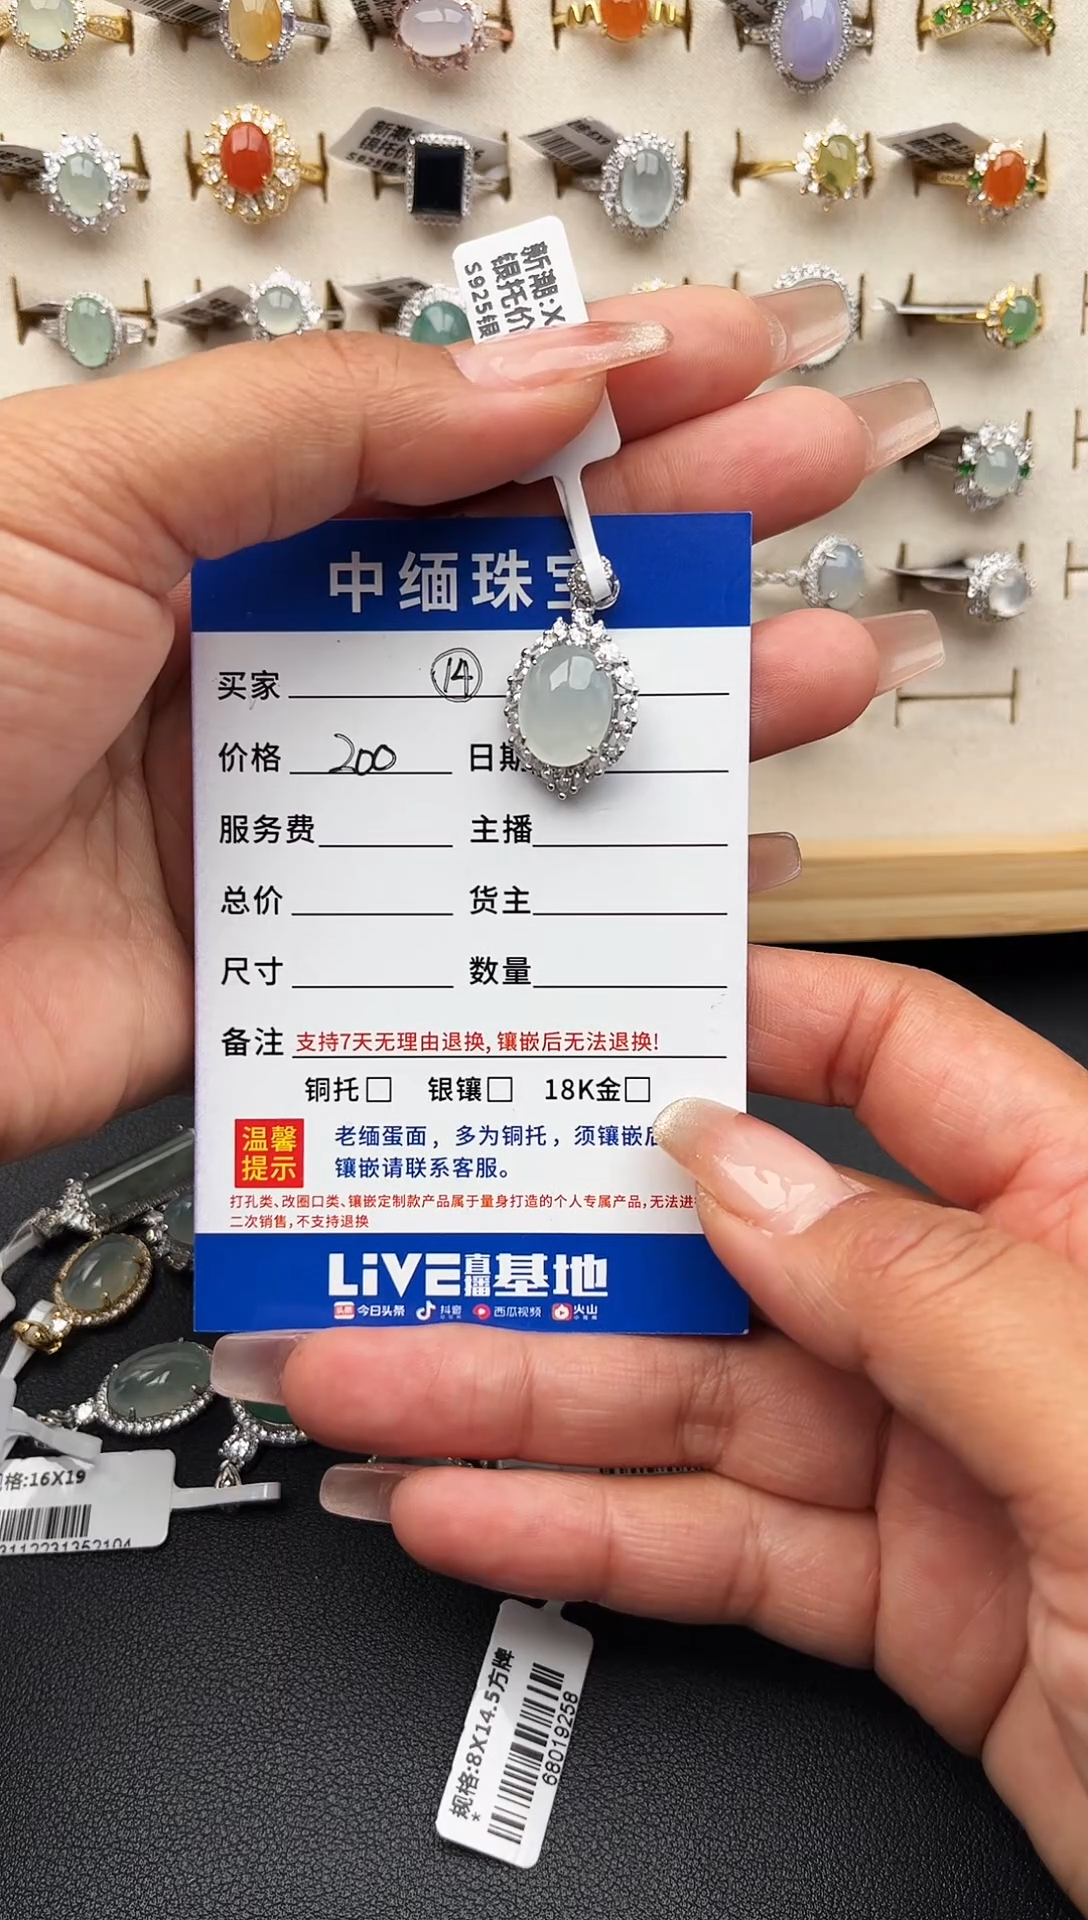 新潮:X
银托价
S925银
中缅珠宝
买家 ⑭
价格 200 日期
服务费 主播
总价 货主
尺寸 数量
备注 支持7天无理由退换,镶嵌后无法退换!
铜托□ 银镶□ 18K金□
温馨提示
老缅蛋面，多为铜托，须镶嵌后
镶嵌请联系客服。
打孔类、改圈口类、镶嵌定制款产品属于量身打造的个人专属产品,无法进
二次销售,不支持退换
LiVE直播基地
今日头条 抖音 西瓜视频 火山
格:16X19
3112231352104
规格:8X14.5方牌
*
68019258